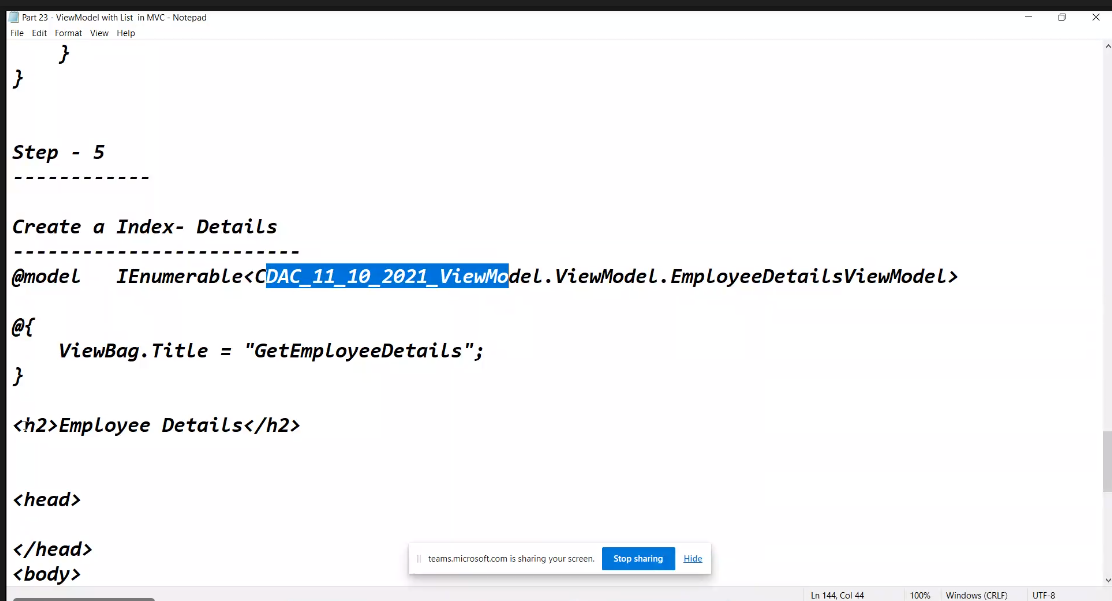 Part 23 - ViewModel with List in MVC - Notepad
File Edit Format View Help
}
}
Step - 5
------------
Create a Index- Details
-------------------------
@model   IEnumerable<CDAC_11_10_2021_ViewModel.ViewModel.EmployeeDetailsViewModel>
@{
ViewBag.Title = "GetEmployeeDetails";
}
<h2>Employee Details</h2>
<head>
</head>
<body>
teams.microsoft.com is sharing your screen. Stop sharing Hide
Ln 144, Col 44 100% Windows (CRLF) UTF-8